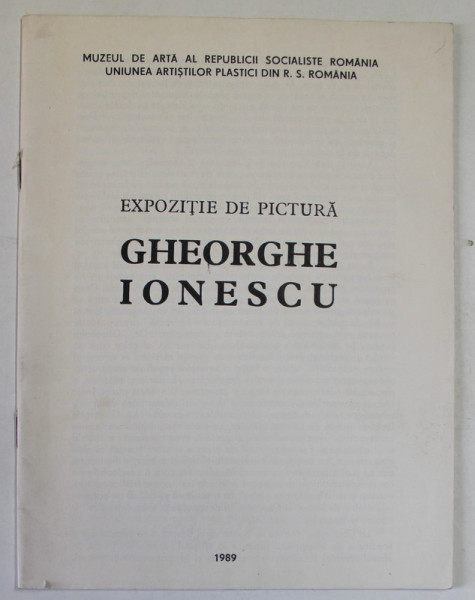 MUZEUL DE ARTĂ AL REPUBLICII SOCIALISTE ROMÂNIA
UNIUNEA ARTIȘTILOR PLASTICI DIN R. S. ROMÂNIA
EXPOZIȚIE DE PICTURĂ
GHEORGHE
IONESCU
1989